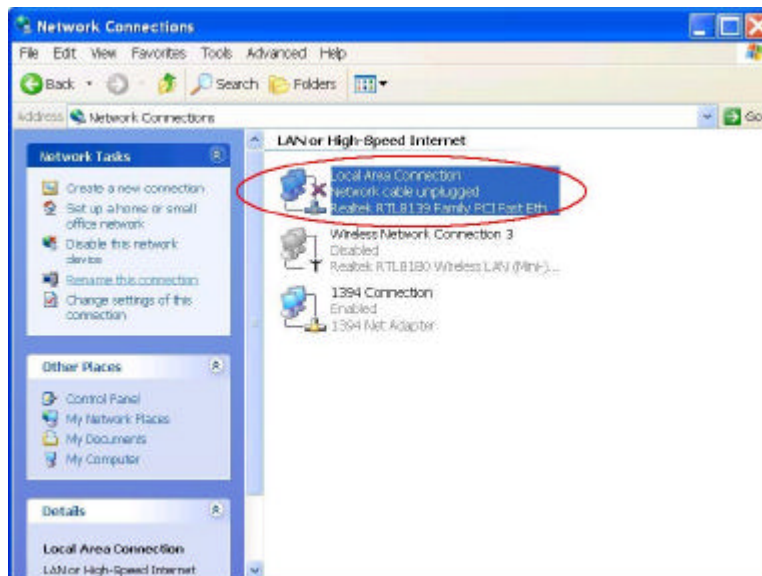 Network Connections
File Edit View Favorites Tools Advanced Help
Back Search Folders
Address Network Connections Go
Network Tasks
Create a new connection
Set up a home or small
office network
Disable this network
device
Rename this connection
Change settings of this
connection
Other Places
Control Panel
My Network Places
My Documents
My Computer
Details
Local Area Connection
LAN or High-Speed Internet
LAN or High-Speed Internet
Local Area Connection
Network cable unplugged
Realtek RTL8139 Family PCI Fast Eth...
Wireless Network Connection 3
Disabled
Realtek RTL8180 Wireless LAN (Mini-)...
1394 Connection
Enabled
1394 Net Adapter